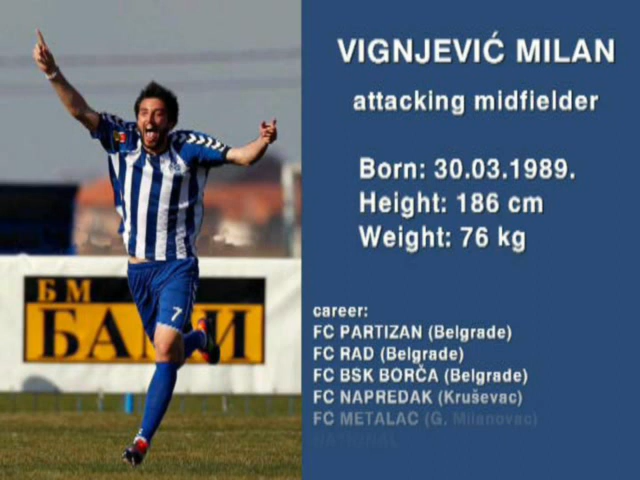 VIGNJEVIĆ MILAN
attacking midfielder
Born: 30.03.1989.
Height: 186 cm
Weight: 76 kg
career:
FC PARTIZAN (Belgrade)
FC RAD (Belgrade)
FC BSK BORČA (Belgrade)
FC NAPREDAK (Kruševac)
FC METALAC (G. Milanovac)
NATIONAL
БМ
7